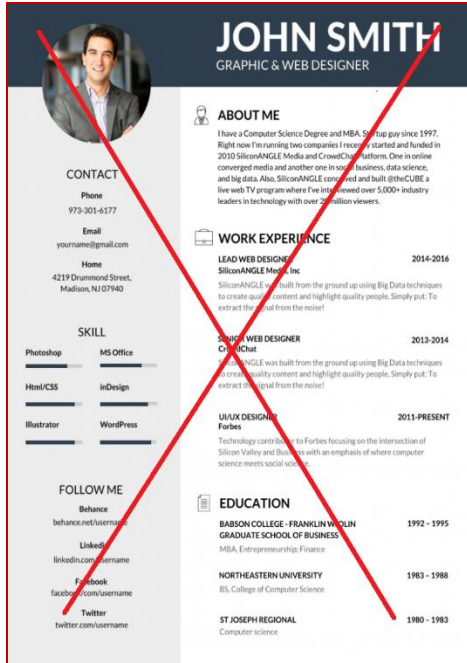 JOHN SMITH
GRAPHIC & WEB DESIGNER
CONTACT
Phone
973-301-6177
Email
yourname@gmail.com
Home
4219 Drummond Street,
Madison, NJ 07940
SKILL
Photoshop MS Office
Html/CSS inDesign
Illustrator WordPress
FOLLOW ME
Behance
behance.net/username
Linkedin
linkedin.com/username
Facebook
facebook/com/username
Twitter
twitter.com/username
ABOUT ME
I have a Computer Science Degree and MBA. Startup guy since 1997.
Right now I'm running two companies I recently started and funded in
2010 SiliconANGLE Media and CrowdChat Platform. One in online
converged media and another one in social business, data science,
and big data. Also, SiliconANGLE conceived and built @theCUBE a
live web TV program where I've interviewed over 5,000+ industry
leaders in technology with over 20 million viewers.
WORK EXPERIENCE
LEAD WEB DESIGNER 2014-2016
SiliconANGLE Media, Inc
SiliconANGLE was built from the ground up using Big Data techniques
to create quality content and highlight quality people. Simply put: To
extract the signal from the noise!
SENIOR WEB DESIGNER 2013-2014
CrowdChat
SiliconANGLE was built from the ground up using Big Data techniques
to create quality content and highlight quality people. Simply put: To
extract the signal from the noise!
UI/UX DESIGNER 2011-PRESENT
Forbes
Technology contributor to Forbes focusing on the intersection of
Silicon Valley and Business with an emphasis of where computer
science meets social science.
EDUCATION
BABSON COLLEGE - FRANKLIN W. OLIN 1992 – 1995
GRADUATE SCHOOL OF BUSINESS
MBA, Entrepreneurship; Finance
NORTHEASTERN UNIVERSITY 1983 – 1988
BS, College of Computer Science
ST JOSEPH REGIONAL 1980 – 1983
Computer science